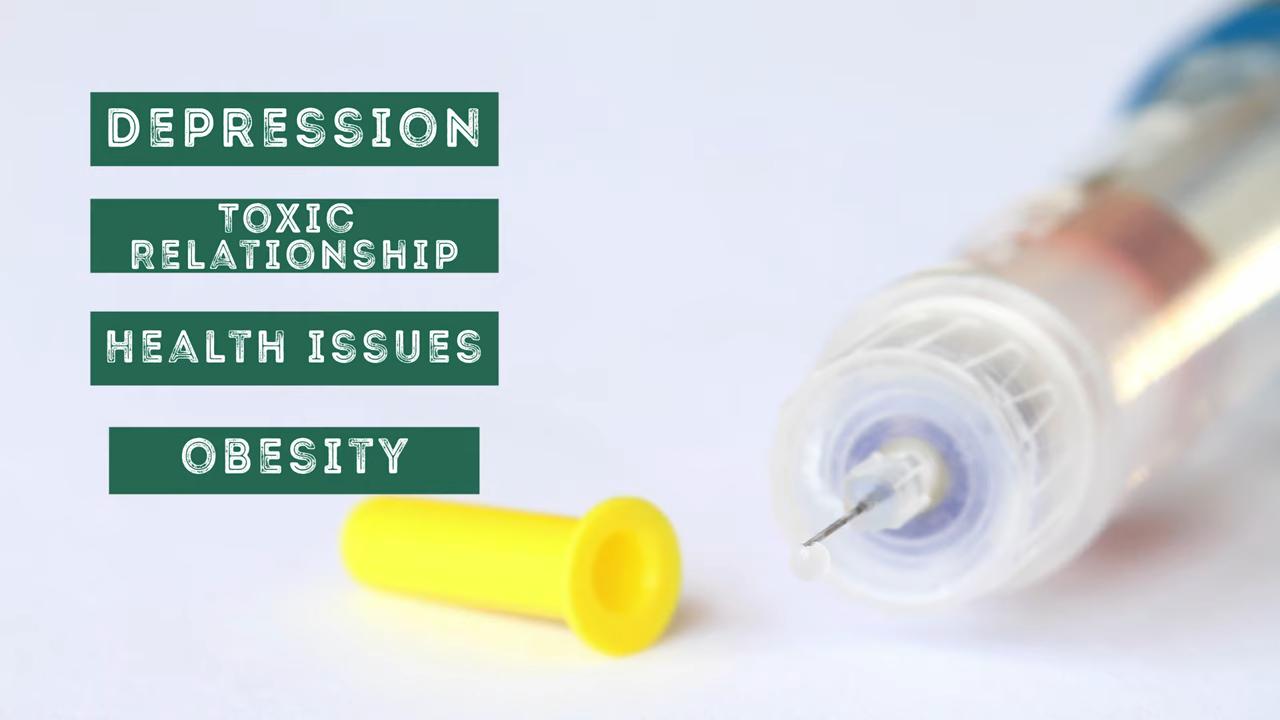 DEPRESSION
TOXIC
RELATIONSHIP
HEALTH ISSUES
OBESITY